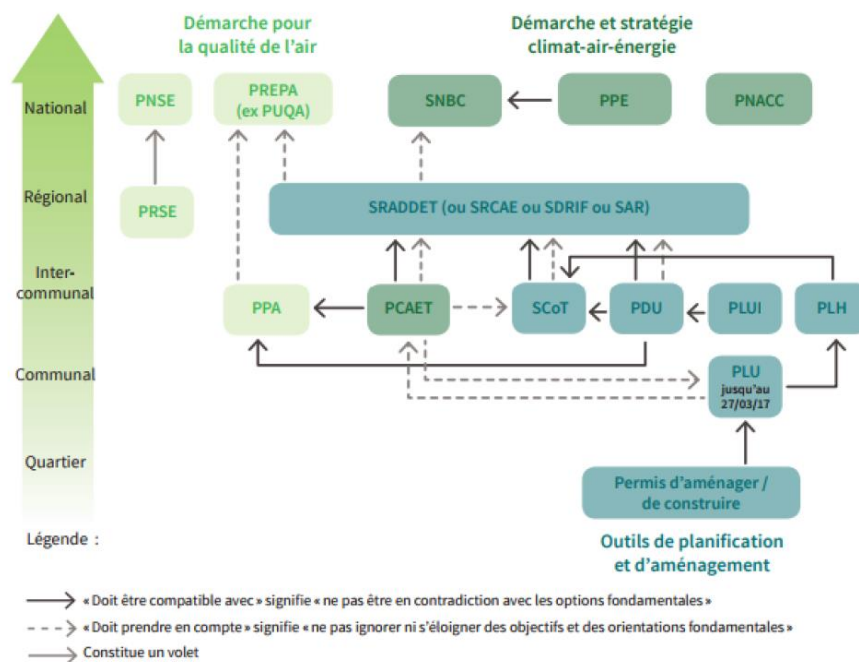 Démarche pour
la qualité de l'air
Démarche et stratégie
climat-air-énergie
National
PNSE
PREPA
(ex PUQA)
SNBC
PPE
PNACC
Régional
PRSE
SRADDET (ou SRCAE ou SDRIF ou SAR)
Inter-
communal
PPA
PCAET
SCoT
PDU
PLUI
PLH
Communal
PLU
jusqu'au
27/03/17
Quartier
Permis d'aménager /
de construire
Légende :
Outils de planification
et d'aménagement
« Doit être compatible avec » signifie « ne pas être en contradiction avec les options fondamentales »
« Doit prendre en compte » signifie « ne pas ignorer ni s'éloigner des objectifs et des orientations fondamentales »
Constitue un volet